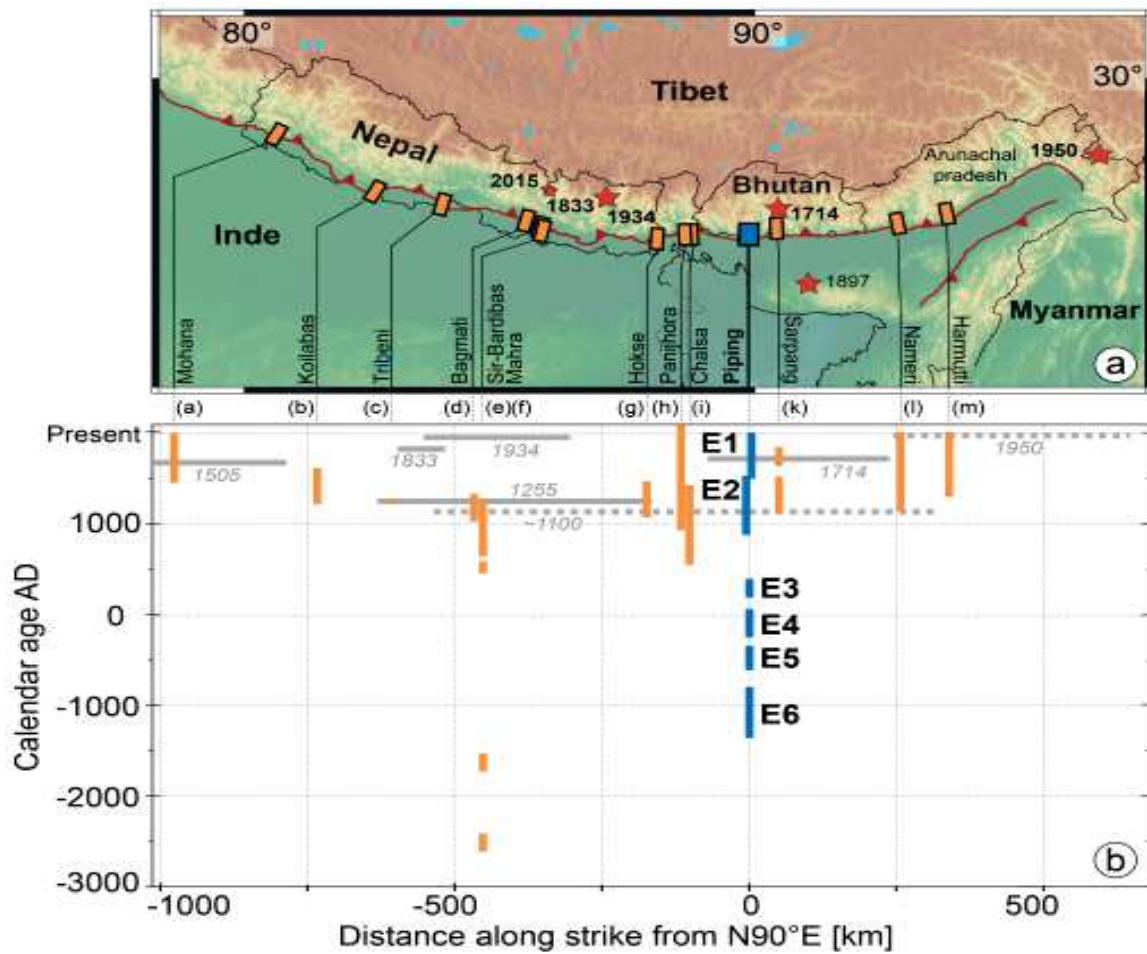 80°
90°
30°
Tibet
Nepal
Arunachal
pradesh
1950
2015
1833
1934
Bhutan
1714
Inde
1897
Myanmar
Mohana
Koilabas
Tribeni
Bagmati
Sir-Bardibas
Mahra
Hokse
Panijhora
Chalsa
Piping
Sarpang
Nameri
Harmutti
a
(a) (b) (c) (d) (e)(f) (g) (h) (i) (k) (l) (m)
Present
1000
0
-1000
-2000
-3000
Calendar age AD
1505
1833
1934
1255
~1100
1714
1950
E1
E2
E3
E4
E5
E6
b
-1000 -500 0 500
Distance along strike from N90°E [km]